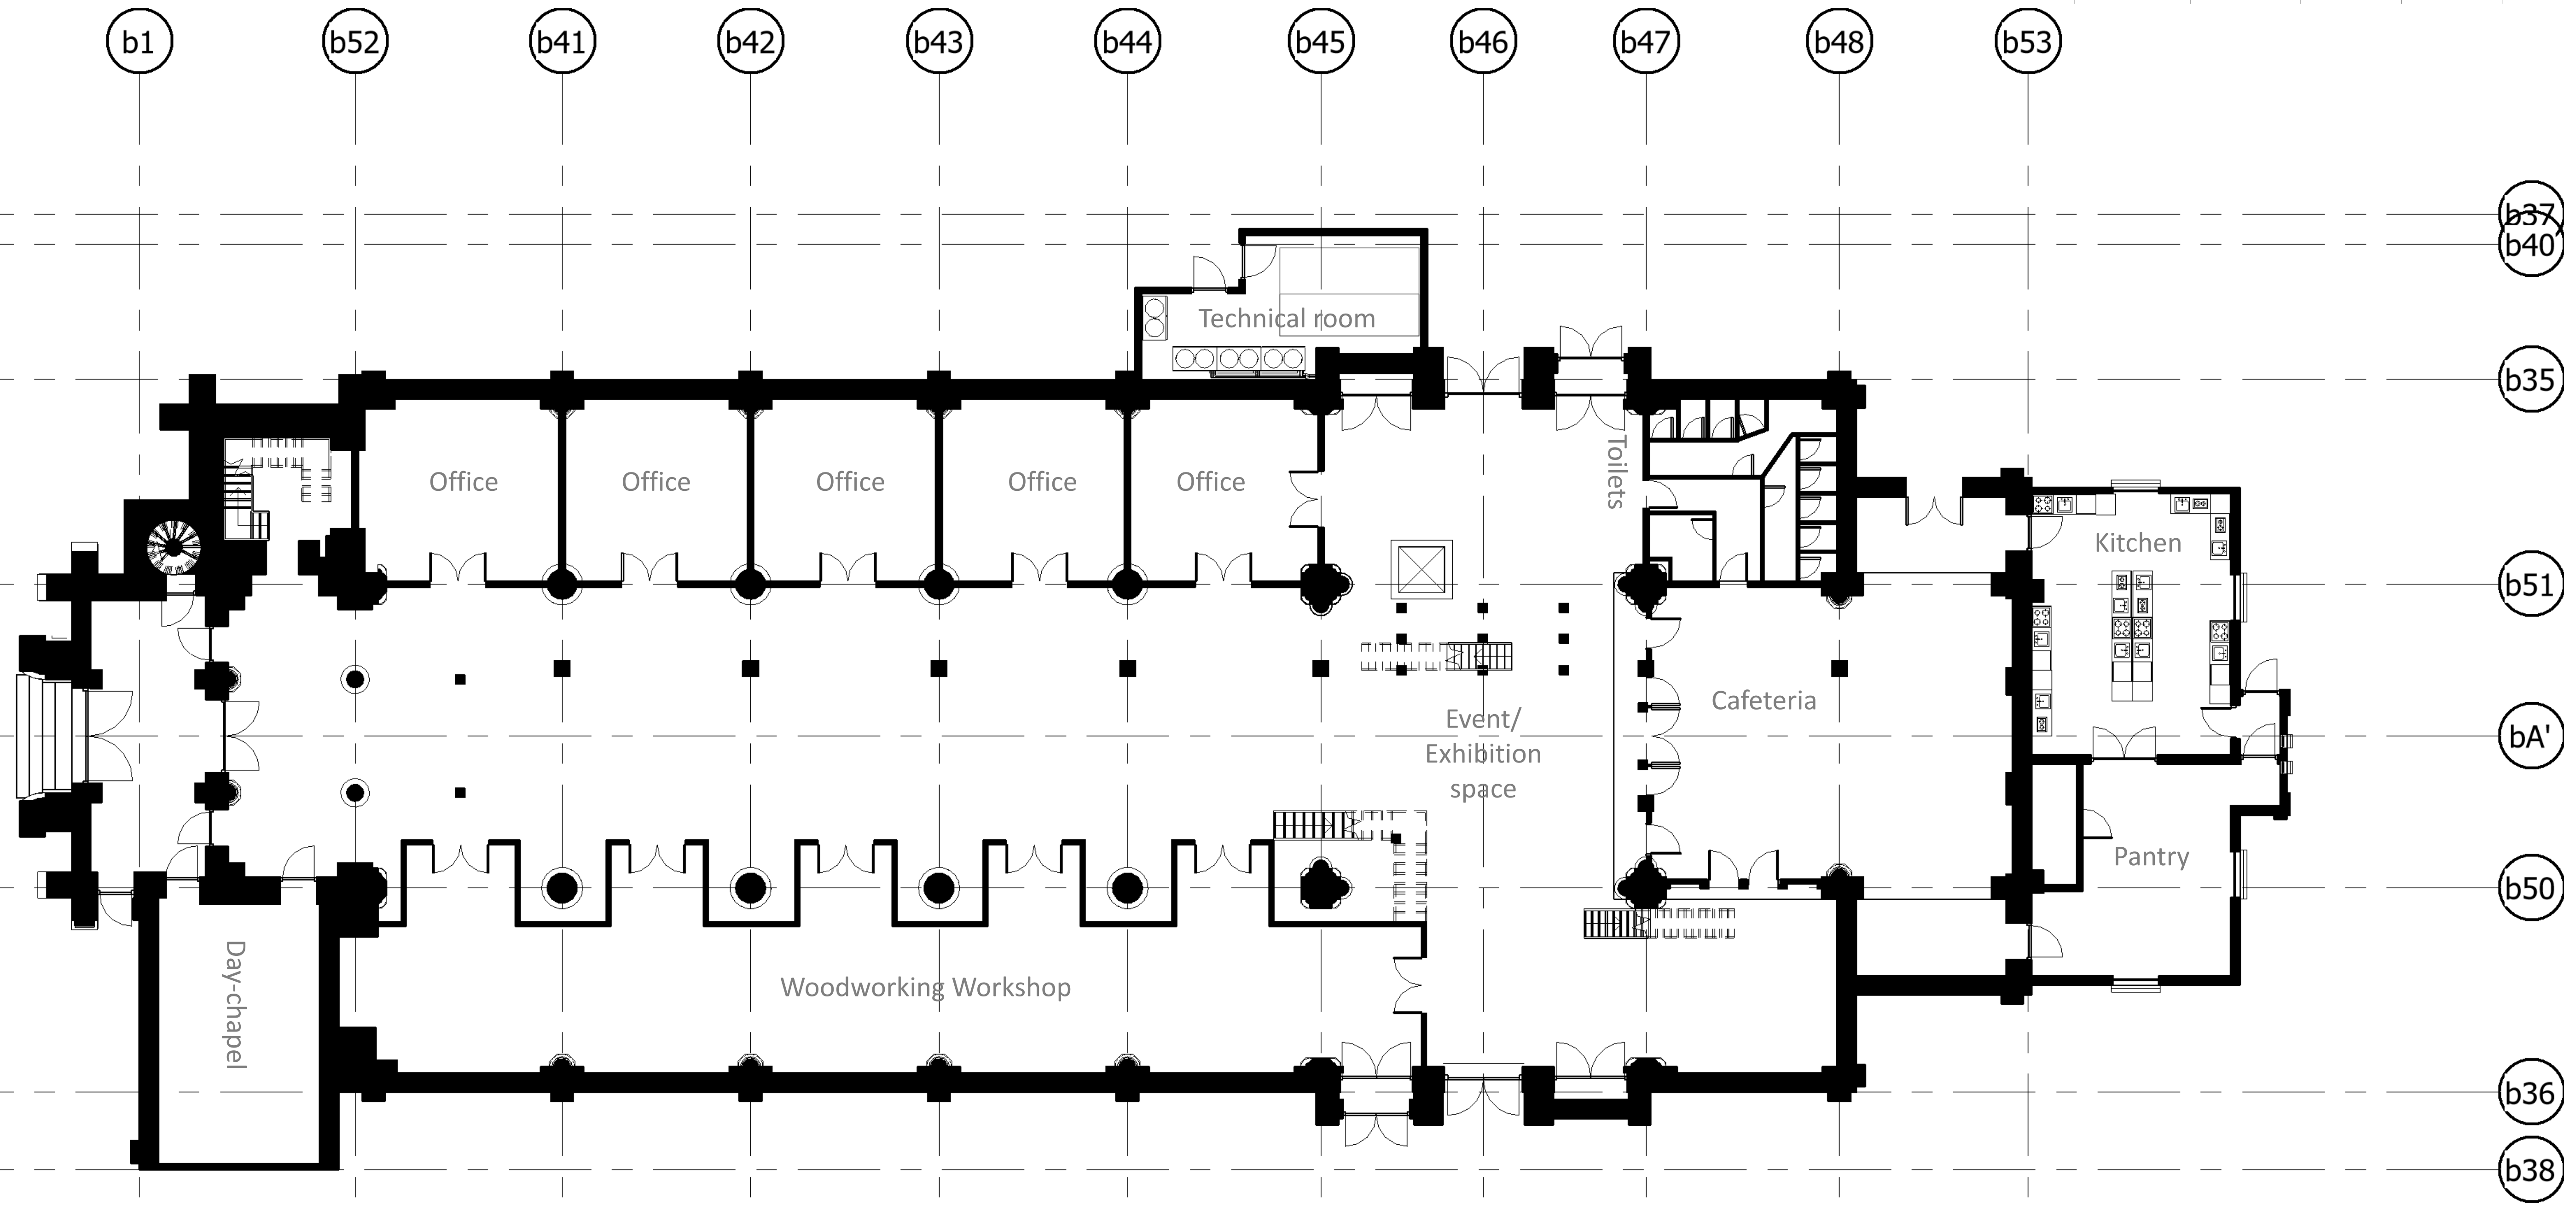 b1 b52 b41 b42 b43 b44 b45 b46 b47 b48 b53
b37
b40
Technical room
b35
Office Office Office Office Office
Toilets
Kitchen
b51
Cafeteria
Event/
Exhibition
space
bA'
Pantry
b50
Day-chapel
Woodworking Workshop
b36
b38